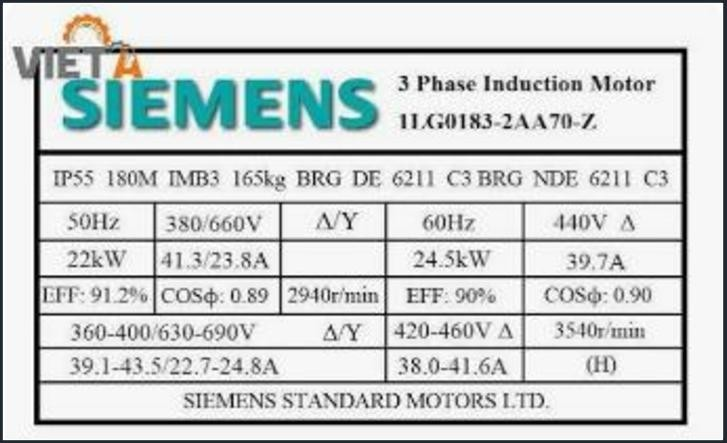 VIETA
SIEMENS
3 Phase Induction Motor
1LG0183-2AA70-Z
IP55 180M IMB3 165kg BRG DE 6211 C3 BRG NDE 6211 C3
50Hz 380/660V Δ/Y 60Hz 440V Δ
22kW 41.3/23.8A 24.5kW 39.7A
EFF: 91.2% COSϕ: 0.89 2940r/min EFF: 90% COSϕ: 0.90
360-400/630-690V Δ/Y 420-460V Δ 3540r/min
39.1-43.5/22.7-24.8A 38.0-41.6A (H)
SIEMENS STANDARD MOTORS LTD.